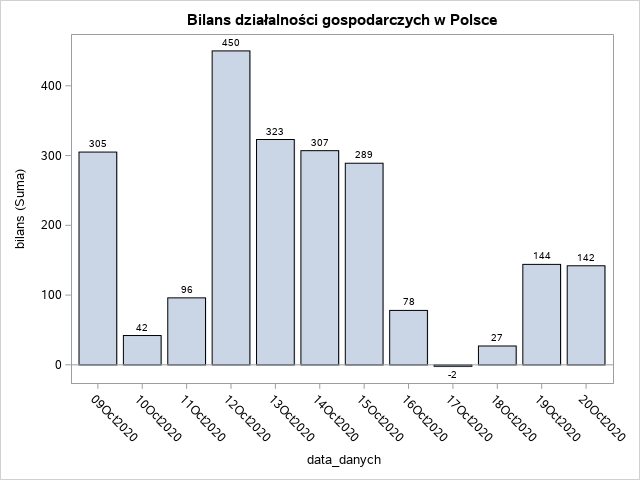 Bilans działalności gospodarczych w Polsce
bilans (Suma)
400
300
200
100
0
305
42
96
450
323
307
289
78
-2
27
144
142
09Oct2020
10Oct2020
11Oct2020
12Oct2020
13Oct2020
14Oct2020
15Oct2020
16Oct2020
17Oct2020
18Oct2020
19Oct2020
20Oct2020
data_danych